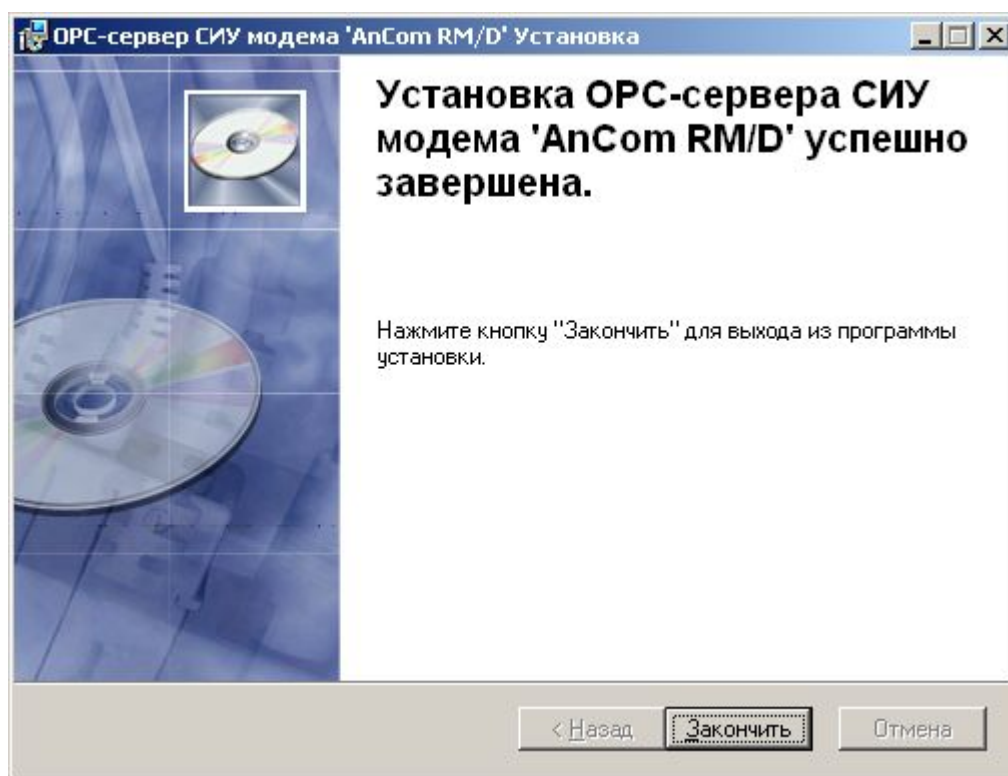 OPC-сервер СИУ модема 'AnCom RM/D' Установка
Установка OPC-сервера СИУ
модема 'AnCom RM/D' успешно
завершена.
Нажмите кнопку "Закончить" для выхода из программы
установки.
< Назад Закончить Отмена